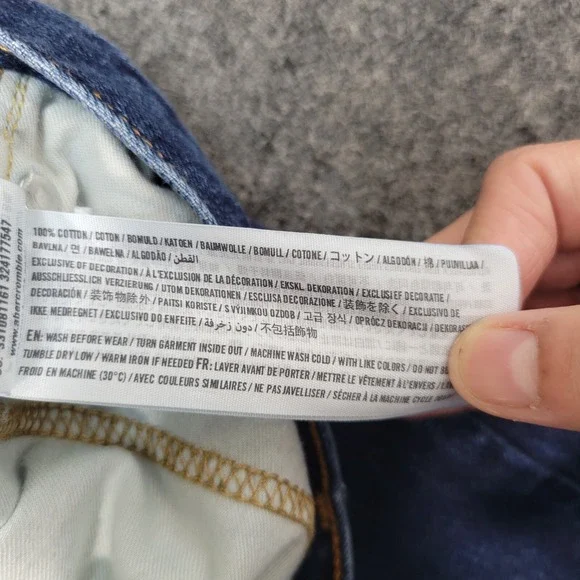 100% COTTON / COTON / BOMULD / KATOEN / BAUMWOLLE / BOMULL / COTONE / コットン / ALGODÓN / 棉 / PUUVILLAA /
BAVLNA / 면 / BAWEŁNA / ALGODÃO / القطن
EXCLUSIVE OF DECORATION / À L'EXCLUSION DE LA DÉCORATION / EKSKL. DEKORATION / EXCLUSIEF DECORATIE /
AUSSCHLIESSLICH VERZIERUNG / UTOM DEKORATIONEN / ESCLUSA DECORAZIONE / 装飾を除く / EXCLUSIVO DE
DECORACIÓN / 装饰物除外 / PAITSI KORISTE / S VÝJIMKOU OZDOB / 고급 장식 / OPRÓCZ DEKORACJI / DEKORASJON
IKKE MEDREGNET / EXCLUSIVO DO ENFEITE / دون زخرفة / 不包括飾物
EN: WASH BEFORE WEAR / TURN GARMENT INSIDE OUT / MACHINE WASH COLD / WITH LIKE COLORS / DO NOT
TUMBLE DRY LOW / WARM IRON IF NEEDED FR: LAVER AVANT DE PORTER / METTRE LE VÊTEMENT À L'ENVERS /
FROID EN MACHINE (30°C) / AVEC COULEURS SIMILAIRES / NE PAS JAVELLISER / SÉCHER À LA MACHINE CYCLE
324177547
www.abercrombie.com